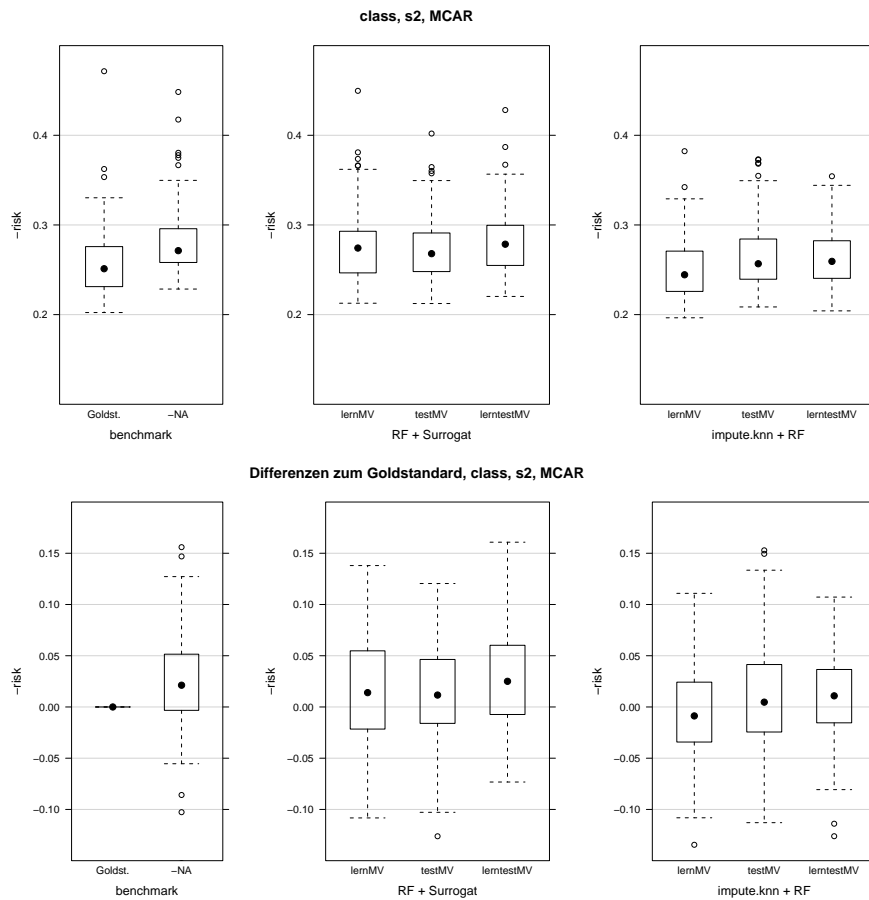 class, s2, MCAR
−risk
0.2
0.3
0.4
Goldst.
−NA
benchmark
−risk
0.2
0.3
0.4
lernMV
testMV
lerntestMV
RF + Surrogat
−risk
0.2
0.3
0.4
lernMV
testMV
lerntestMV
impute.knn + RF
Differenzen zum Goldstandard, class, s2, MCAR
−risk
−0.10
−0.05
0.00
0.05
0.10
0.15
Goldst.
−NA
benchmark
−risk
−0.10
−0.05
0.00
0.05
0.10
0.15
lernMV
testMV
lerntestMV
RF + Surrogat
−risk
−0.10
−0.05
0.00
0.05
0.10
0.15
lernMV
testMV
lerntestMV
impute.knn + RF